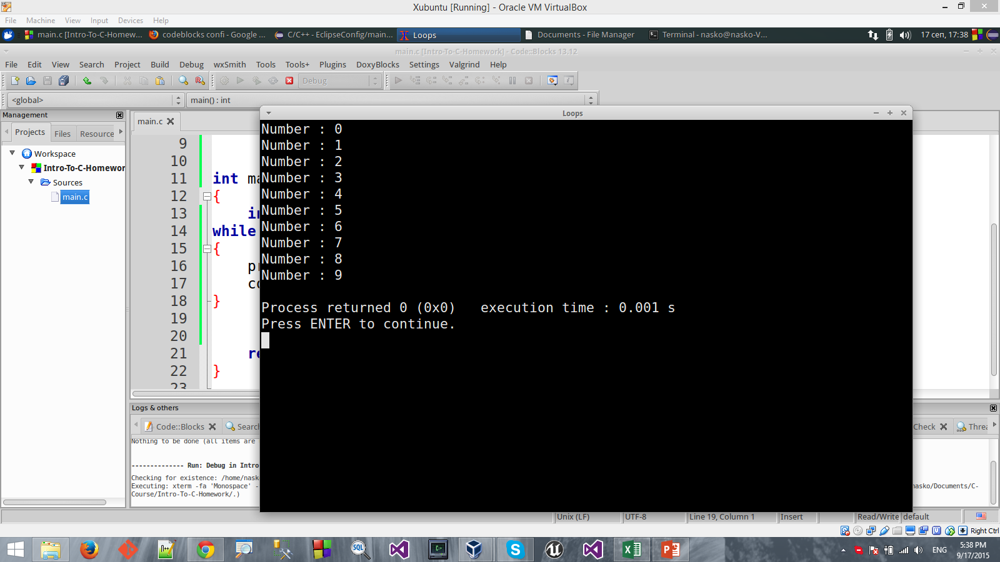 Xubuntu [Running] - Oracle VM VirtualBox
File Machine View Input Devices Help
main.c [Intro-To-C-Homew... codeblocks confi - Google ... C/C++ - EclipseConfig/main... Loops Documents - File Manager Terminal - nasko@nasko-V... 17 сеп, 17:38
main.c [Intro-To-C-Homework] - Code::Blocks 13.12
File Edit View Search Project Build Debug wxSmith Tools Tools+ Plugins DoxyBlocks Settings Valgrind Help
Debug
<global> main() : int
Management
Projects Files Resource
Workspace
Intro-To-C-Homewor
Sources
main.c
main.c
9
10
11 int ma
12 {
13 in
14 while
15 {
16 pr
17 co
18 }
19
20
21 re
22 }
23
Loops
Number : 0
Number : 1
Number : 2
Number : 3
Number : 4
Number : 5
Number : 6
Number : 7
Number : 8
Number : 9
Process returned 0 (0x0)   execution time : 0.001 s
Press ENTER to continue.
Logs & others
Code::Blocks Searc Check Threa
Nothing to be done (all items are
-------------- Run: Debug in Intro
Checking for existence: /home/nask
Executing: xterm -fa 'Monospace' - nasko/Documents/C-
Course/Intro-To-C-Homework/.)
Unix (LF) UTF-8 Line 19, Column 1 Insert Read/Write default
Right Ctrl
SQL
ENG 5:38 PM
9/17/2015